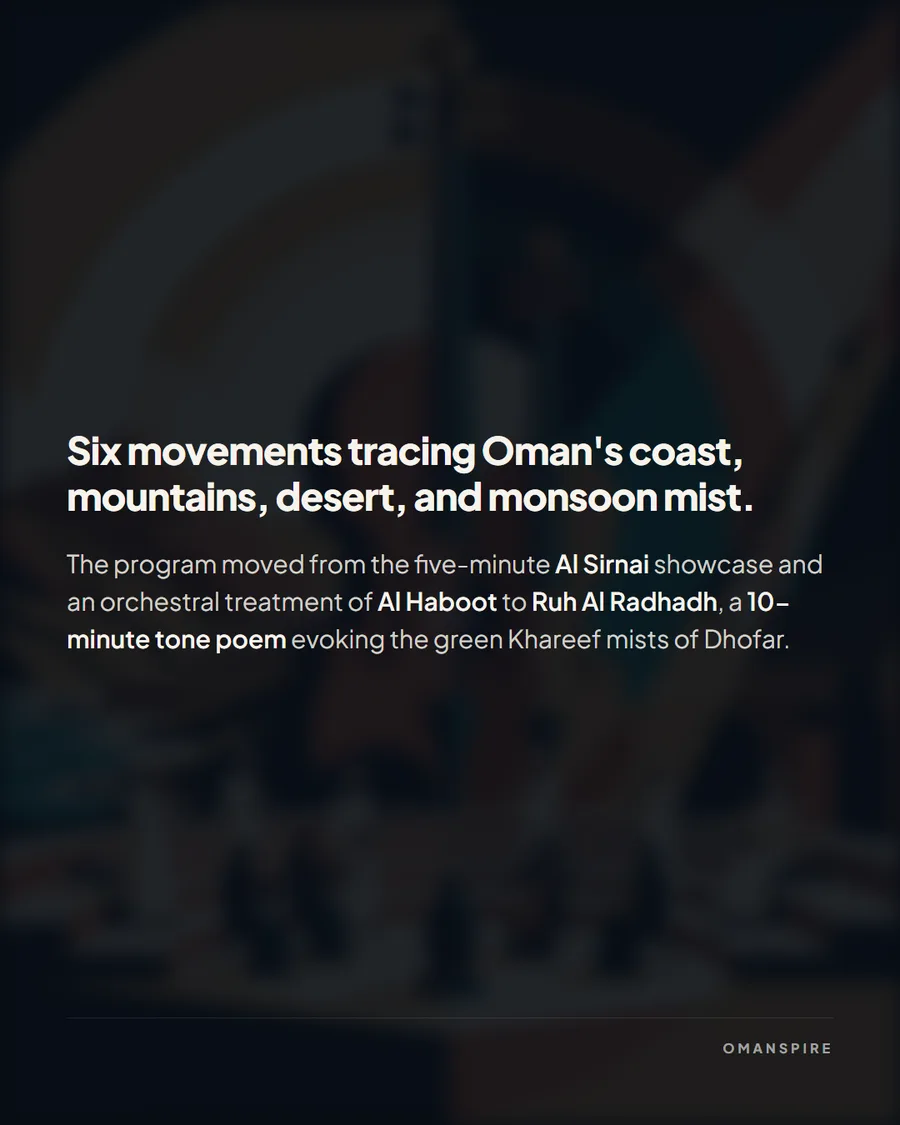 Six movements tracing Oman's coast,
mountains, desert, and monsoon mist.
The program moved from the five-minute Al Sirnai showcase and
an orchestral treatment of Al Haboot to Ruh Al Radhadh, a 10–
minute tone poem evoking the green Khareef mists of Dhofar.
OMANSPIRE